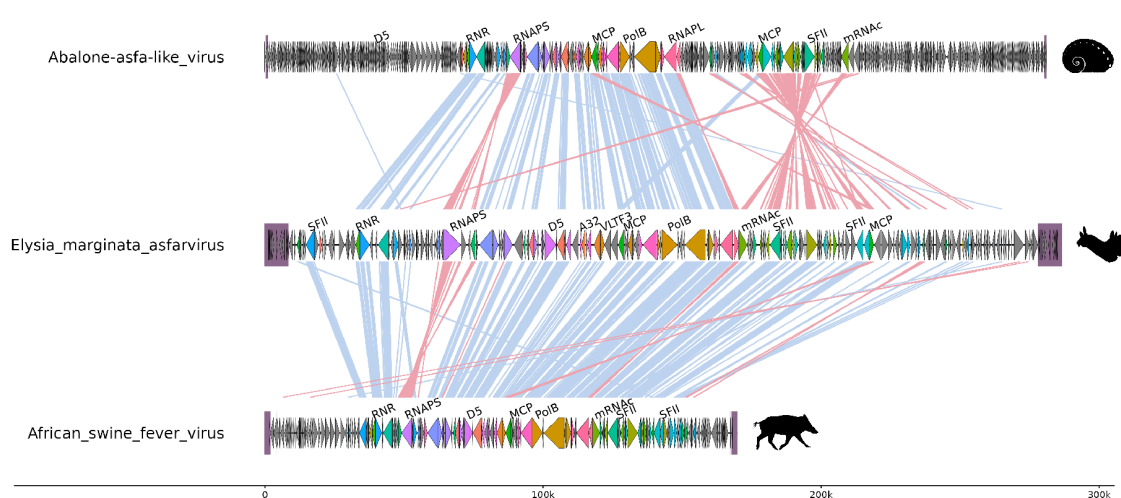 D5 RNR RNAPS MCP PolB RNAPL MCP SFII mRNAc
Abalone-asfa-like_virus
SFII RNR RNAPS D5 A32 VLTF3 MCP PolB mRNAc SFII SFII MCP
Elysia_marginata_asfarvirus
RNR RNAPS D5 MCP PolB mRNAc SFII SFII
African_swine_fever_virus
0 100k 200k 300k